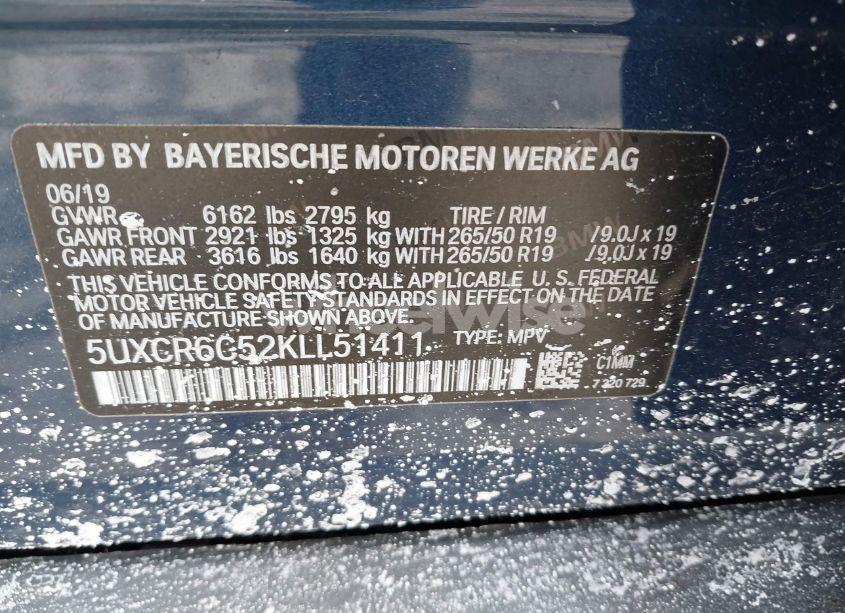 MFD BY BAYERISCHE MOTOREN WERKE AG
06/19
GVWR 6162 lbs 2795 kg TIRE / RIM
GAWR FRONT 2921 lbs 1325 kg WITH 265/50 R19 /9.0J x 19
GAWR REAR 3616 lbs 1640 kg WITH 265/50 R19 /9.0J x 19
THIS VEHICLE CONFORMS TO ALL APPLICABLE U. S. FEDERAL
MOTOR VEHICLE SAFETY STANDARDS IN EFFECT ON THE DATE
OF MANUFACTURE SHOWN ABOVE.
5UXCR6C52KLL51411 TYPE: MPV
C1MM
7 320 729